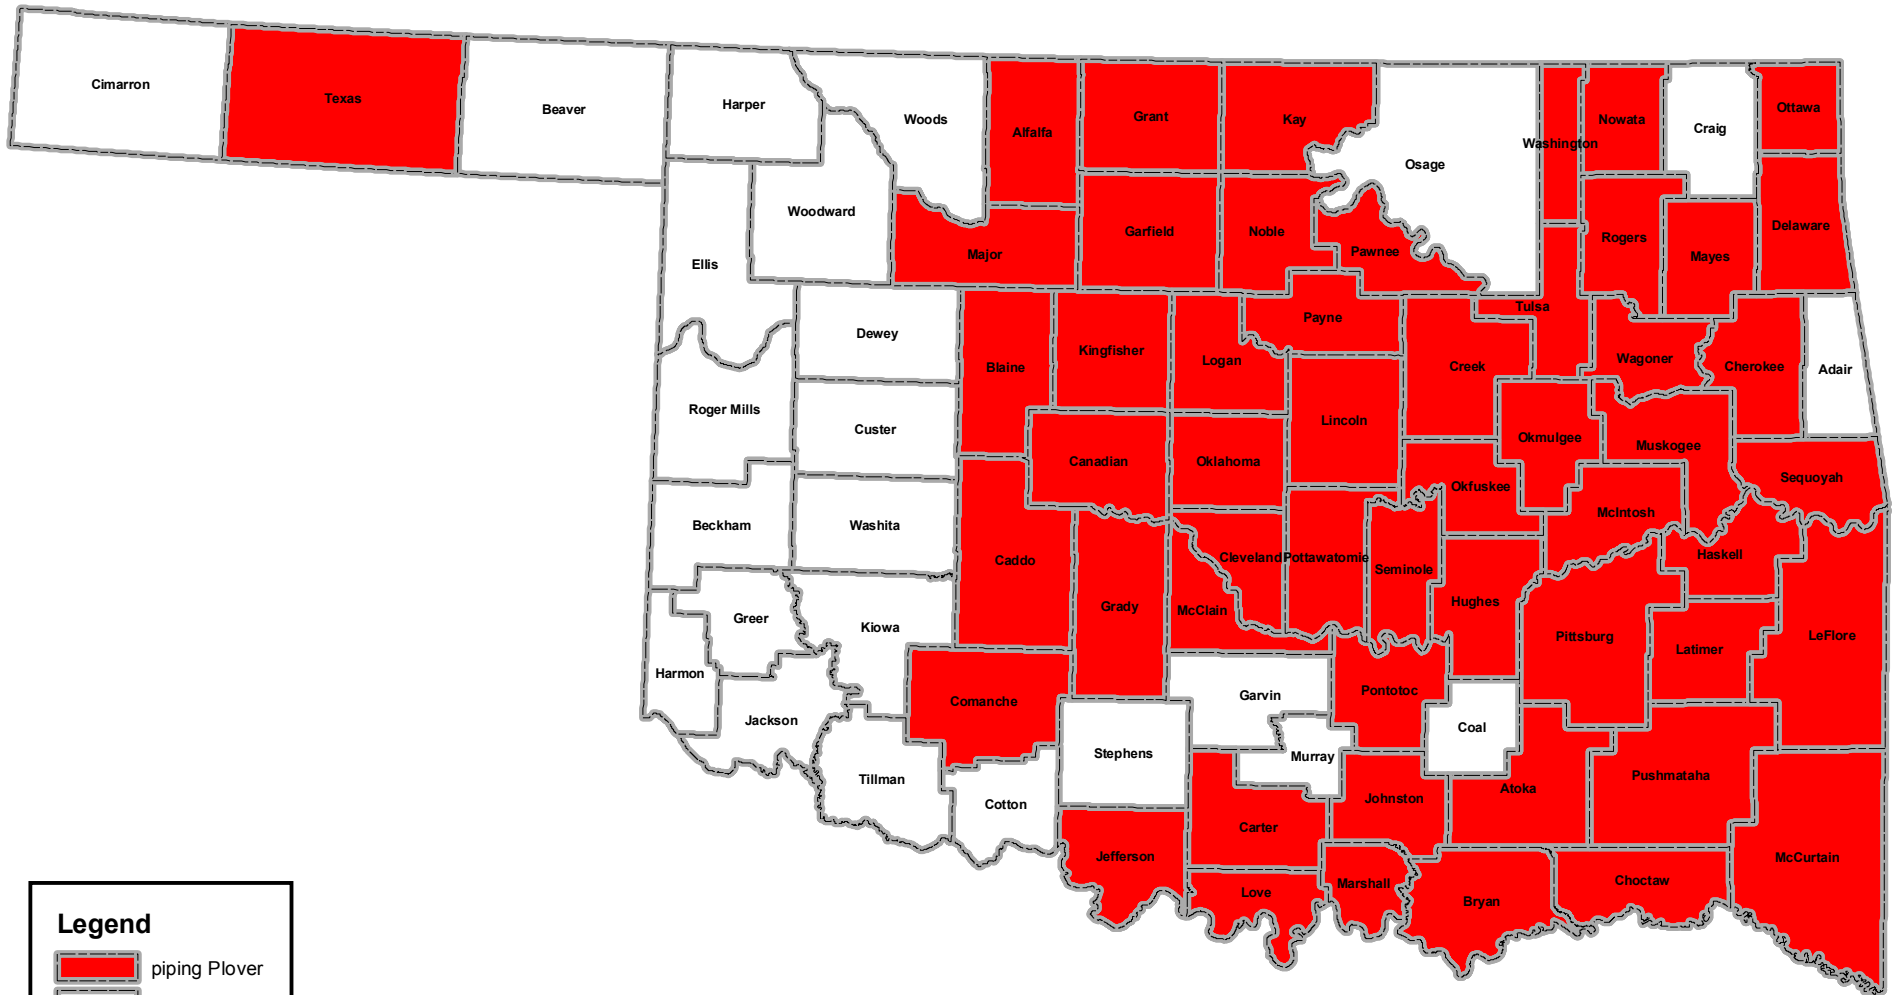 Cimarron
Texas
Beaver
Harper
Woods
Alfalfa
Grant
Kay
Osage
Washington
Nowata
Craig
Ottawa
Woodward
Ellis
Major
Garfield
Noble
Pawnee
Rogers
Mayes
Delaware
Tulsa
Dewey
Blaine
Kingfisher
Logan
Payne
Creek
Wagoner
Cherokee
Adair
Roger Mills
Custer
Canadian
Oklahoma
Lincoln
Okmulgee
Muskogee
Sequoyah
Beckham
Washita
Caddo
Cleveland
Pottawatomie
Seminole
Okfuskee
McIntosh
Haskell
Greer
Kiowa
Grady
McClain
Hughes
Pittsburg
Latimer
LeFlore
Harmon
Jackson
Comanche
Garvin
Pontotoc
Coal
Tillman
Stephens
Murray
Cotton
Johnston
Atoka
Pushmataha
Carter
Jefferson
Love
Marshall
Bryan
Choctaw
McCurtain
Legend
piping Plover